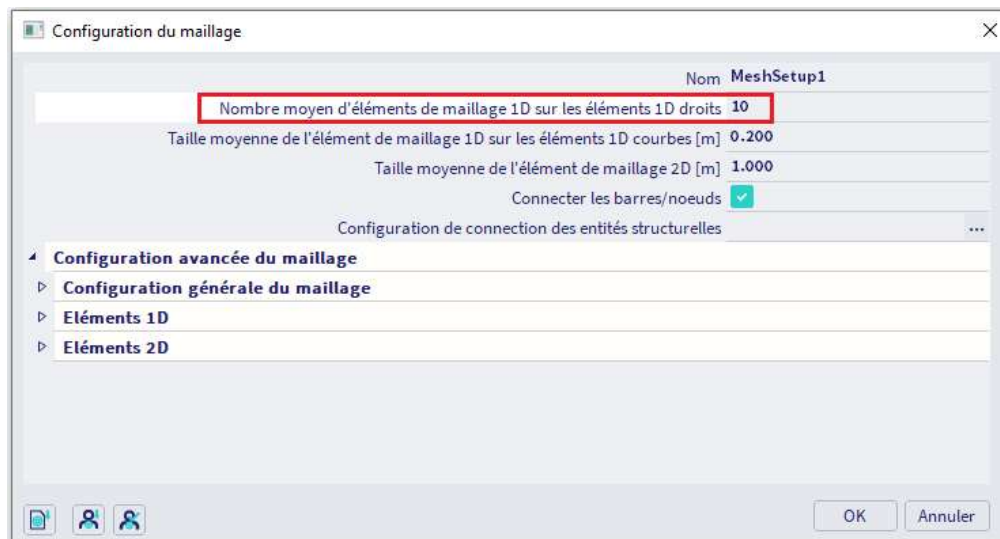 Configuration du maillage
Nom MeshSetup1
Nombre moyen d'éléments de maillage 1D sur les éléments 1D droits 10
Taille moyenne de l'élément de maillage 1D sur les éléments 1D courbes [m] 0.200
Taille moyenne de l'élément de maillage 2D [m] 1.000
Connecter les barres/noeuds
Configuration de connection des entités structurelles ...
Configuration avancée du maillage
Configuration générale du maillage
Eléments 1D
Eléments 2D
OK Annuler